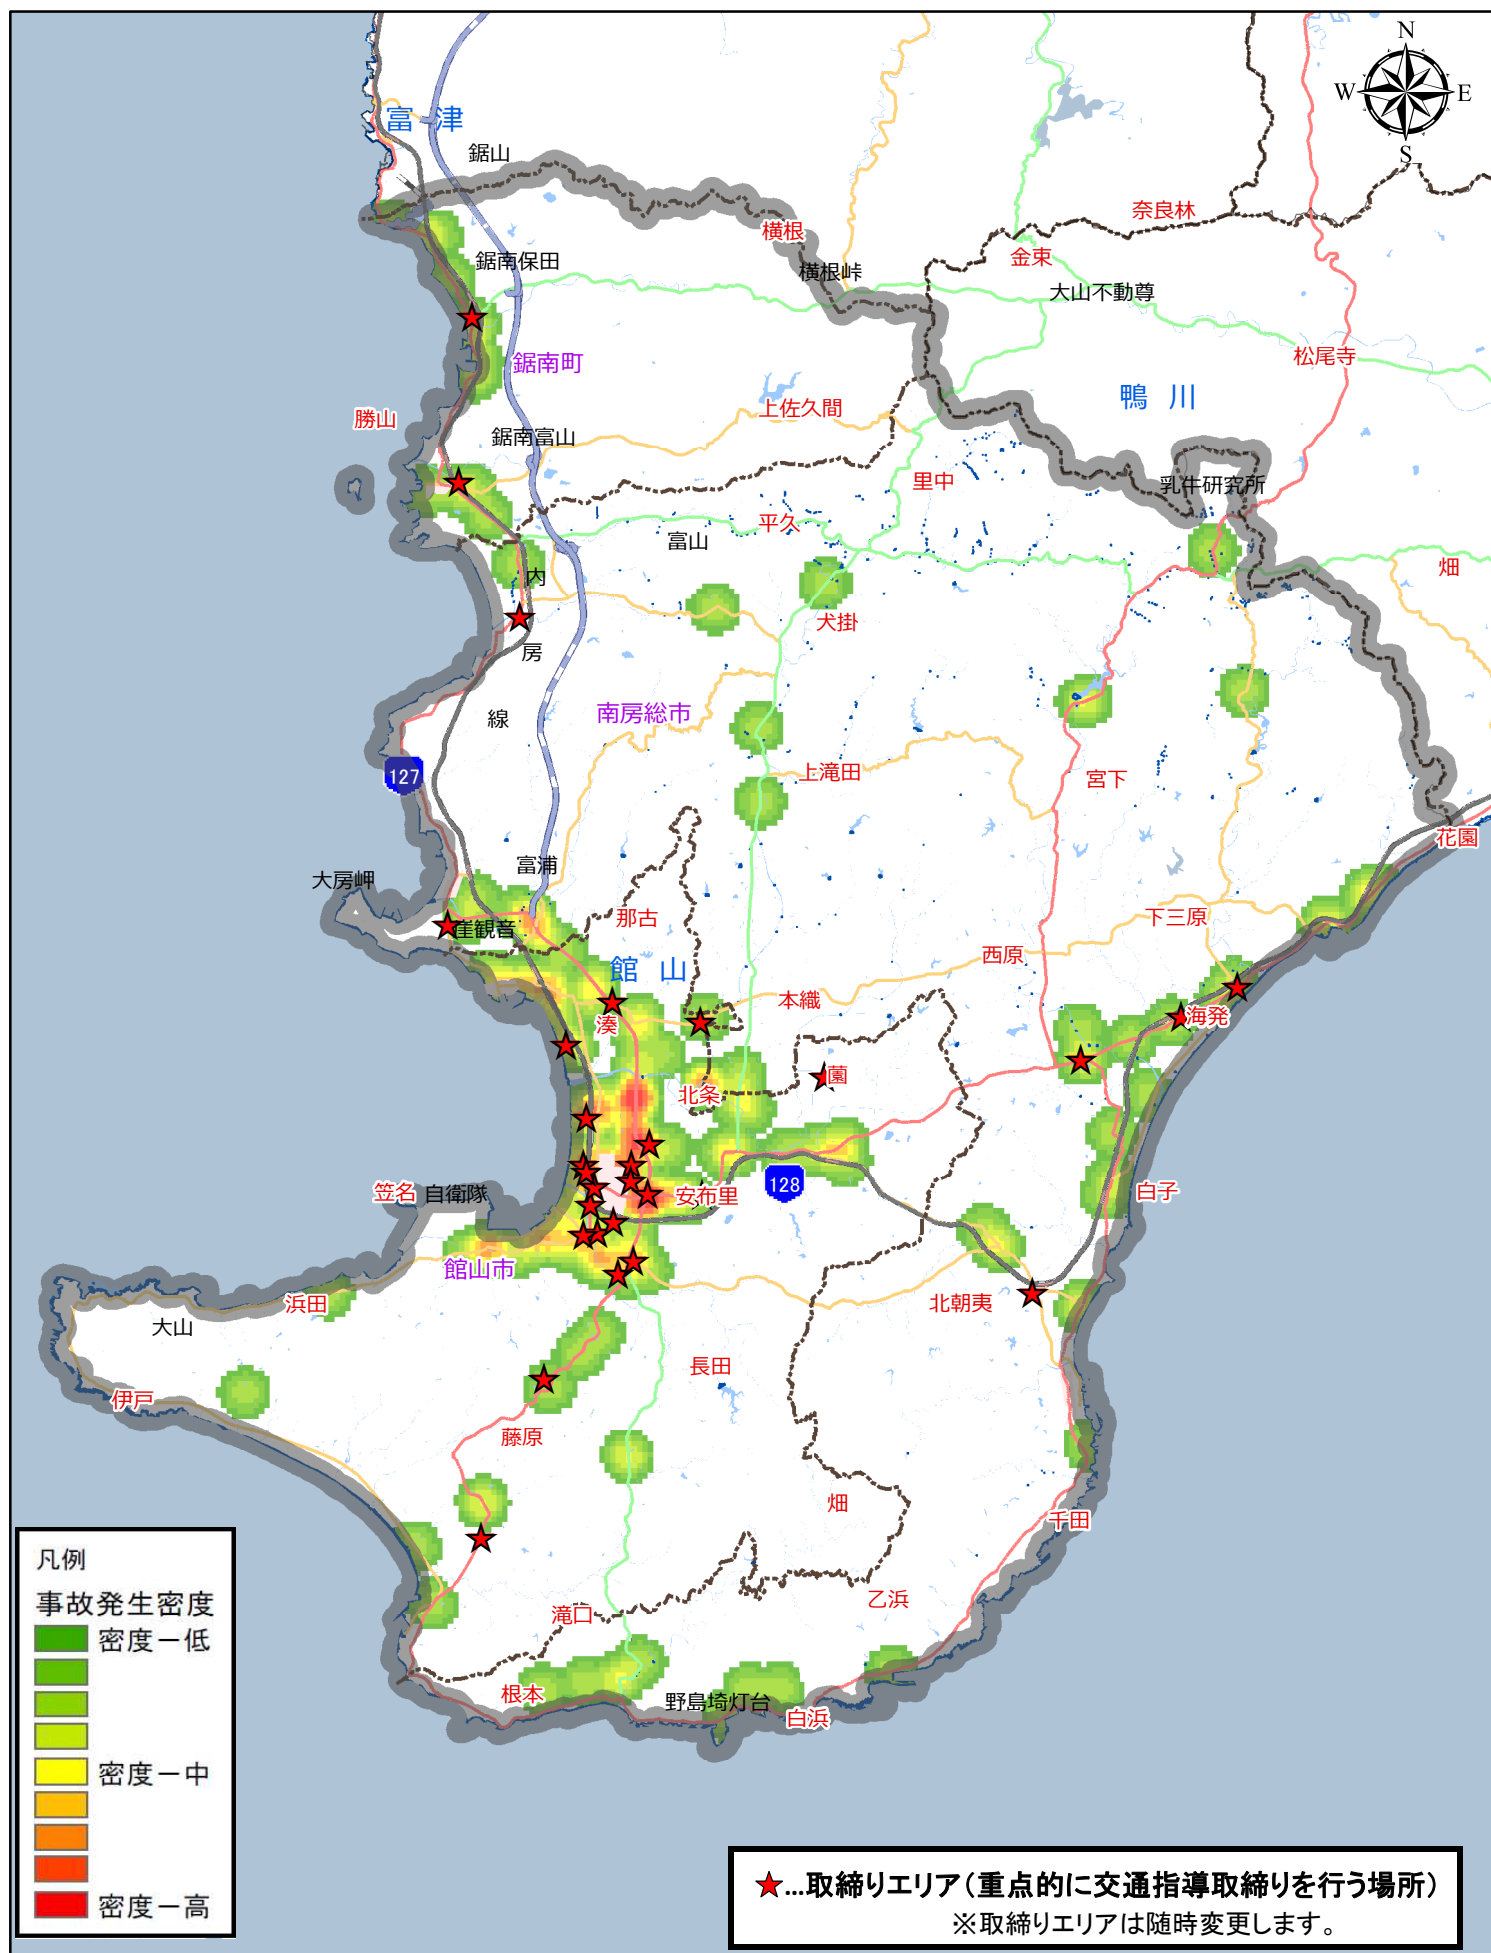 N
W
E
S
富 津
鋸山
奈良林
横根
金束
鋸南保田
横根峠
大山不動尊
松尾寺
鋸南町
鴨 川
上佐久間
勝山
鋸南富山
里中
乳牛研究所
平久
富山
畑
内
犬掛
房
南房総市
線
127
上滝田
宮下
花園
富浦
大房岬
那古
下三原
崖観音
西原
館 山
本織
湊
海発
薗
北条
128
白子
笠名
自衛隊
安布里
館山市
浜田
北朝夷
大山
長田
伊戸
藤原
畑
千田
乙浜
滝口
根本
野島埼灯台
白浜
凡例
事故発生密度
密度－低
密度－中
密度－高
★…取締りエリア（重点的に交通指導取締りを行う場所）
※取締りエリアは随時変更します。